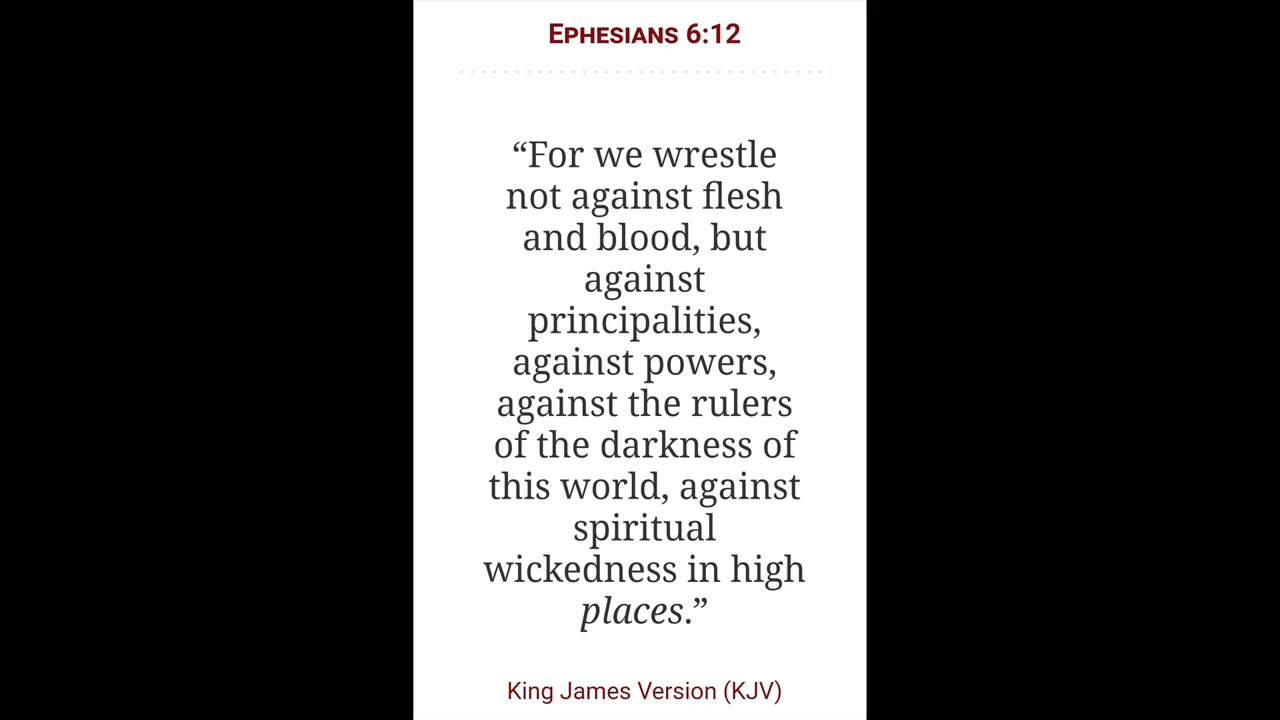 Ephesians 6:12
“For we wrestle
not against flesh
and blood, but
against
principalities,
against powers,
against the rulers
of the darkness of
this world, against
spiritual
wickedness in high
places.”
King James Version (KJV)